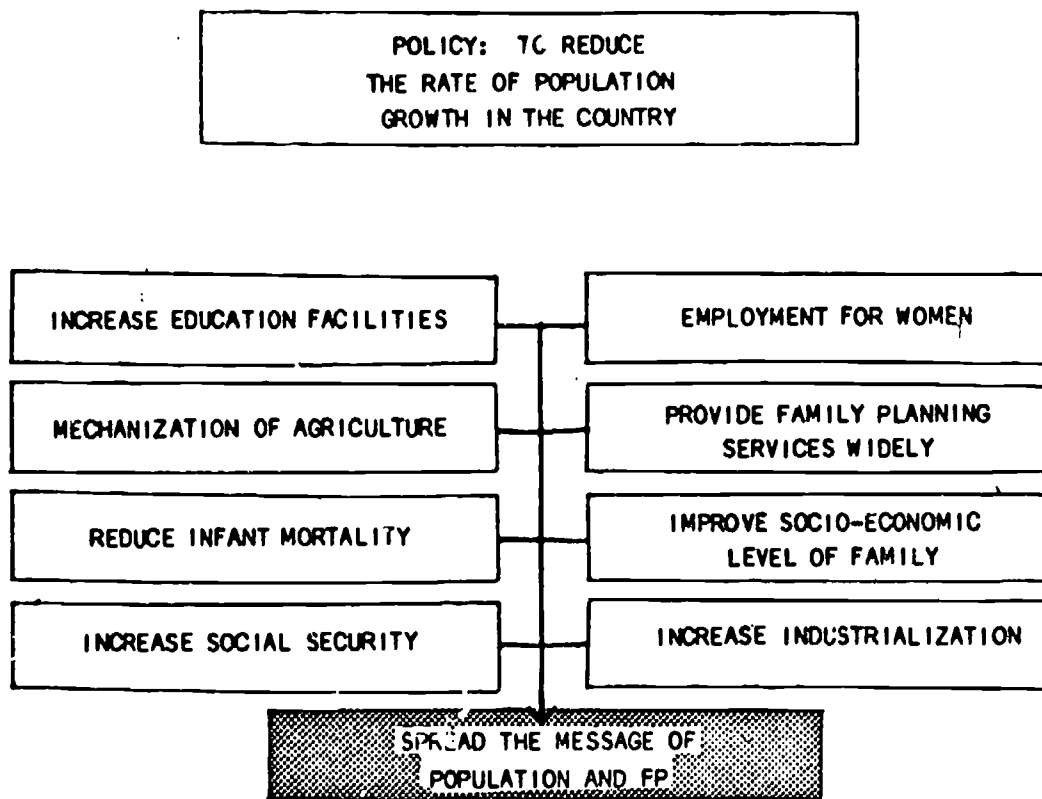 POLICY: TO REDUCE
THE RATE OF POPULATION
GROWTH IN THE COUNTRY
INCREASE EDUCATION FACILITIES
EMPLOYMENT FOR WOMEN
MECHANIZATION OF AGRICULTURE
PROVIDE FAMILY PLANNING
SERVICES WIDELY
REDUCE INFANT MORTALITY
IMPROVE SOCIO-ECONOMIC
LEVEL OF FAMILY
INCREASE SOCIAL SECURITY
INCREASE INDUSTRIALIZATION
SPREAD THE MESSAGE OF
POPULATION AND FP